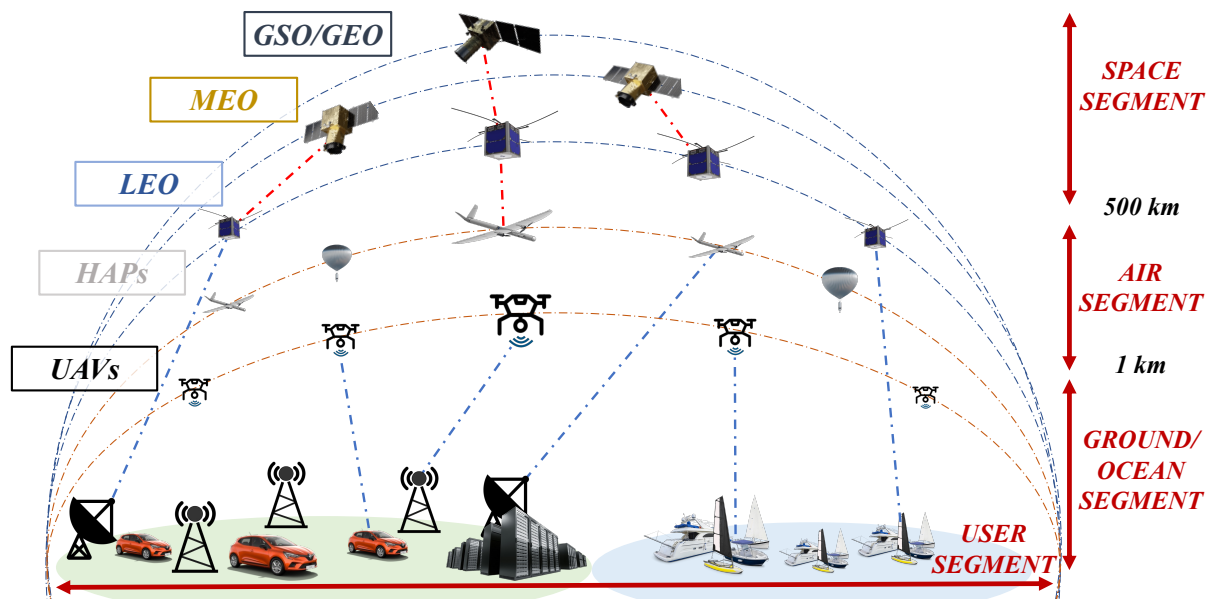 GSO/GEO
MEO
LEO
HAPs
UAVs
SPACE
SEGMENT
500 km
AIR
SEGMENT
1 km
GROUND/
OCEAN
SEGMENT
USER
SEGMENT